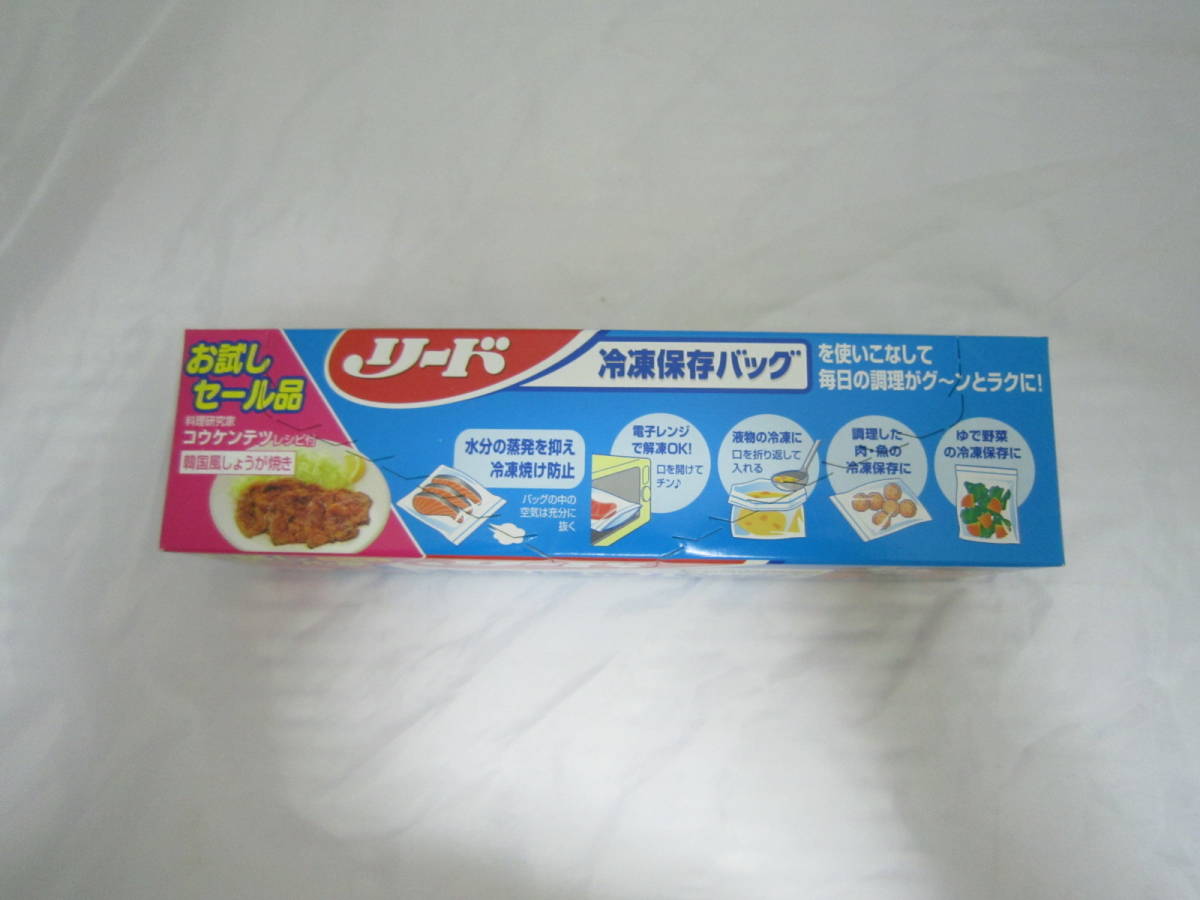 お試し
セール品
料理研究家
コウケンテツレシピ付
韓国風しょうが焼き
リード
冷凍保存バッグ
を使いこなして
毎日の調理がグ〜ンとラクに!
水分の蒸発を抑え
冷凍焼け防止
バッグの中の
空気は充分に
抜く
電子レンジ
で解凍OK!
口を開けて
チン♪
液物の冷凍に
口を折り返して
入れる
調理した
肉・魚の
冷凍保存に
ゆで野菜
の冷凍保存に